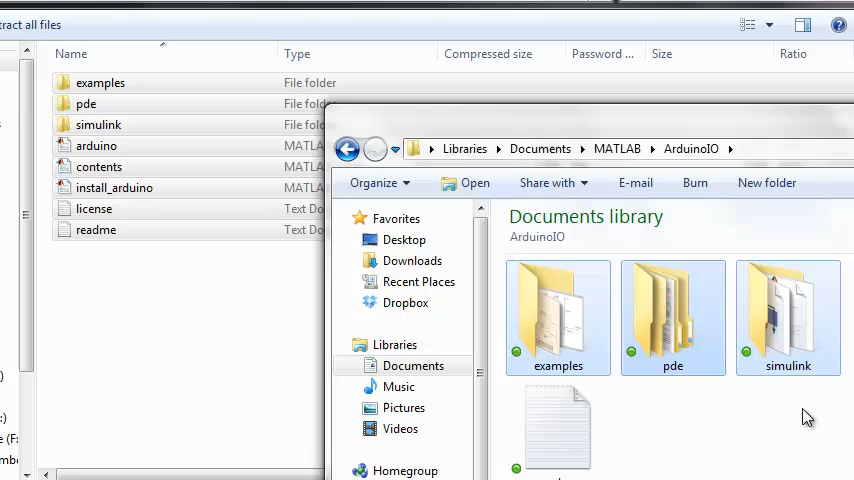 ract all files
Name Type Compressed size Password ... Size Ratio
examples File folder
pde File folde
simulink File folde
arduino MATLA
contents MATLA
install_arduino MATLA
license Text Do
readme Text Do
Libraries Documents MATLAB ArduinoIO
Organize Open Share with E-mail Burn New folder
Favorites
Desktop
Downloads
Recent Places
Dropbox
Libraries
Documents
Music
Pictures
Videos
Homegroup
Documents library
ArduinoIO
examples pde simulink
:)
e (F:
mbe